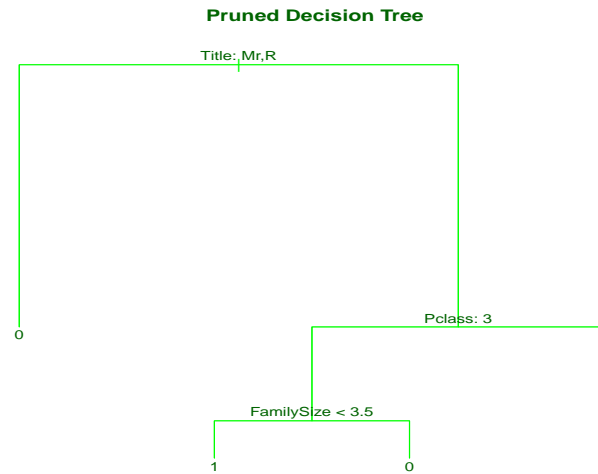 Pruned Decision Tree
Title: Mr,R
0
Pclass: 3
FamilySize < 3.5
1
0